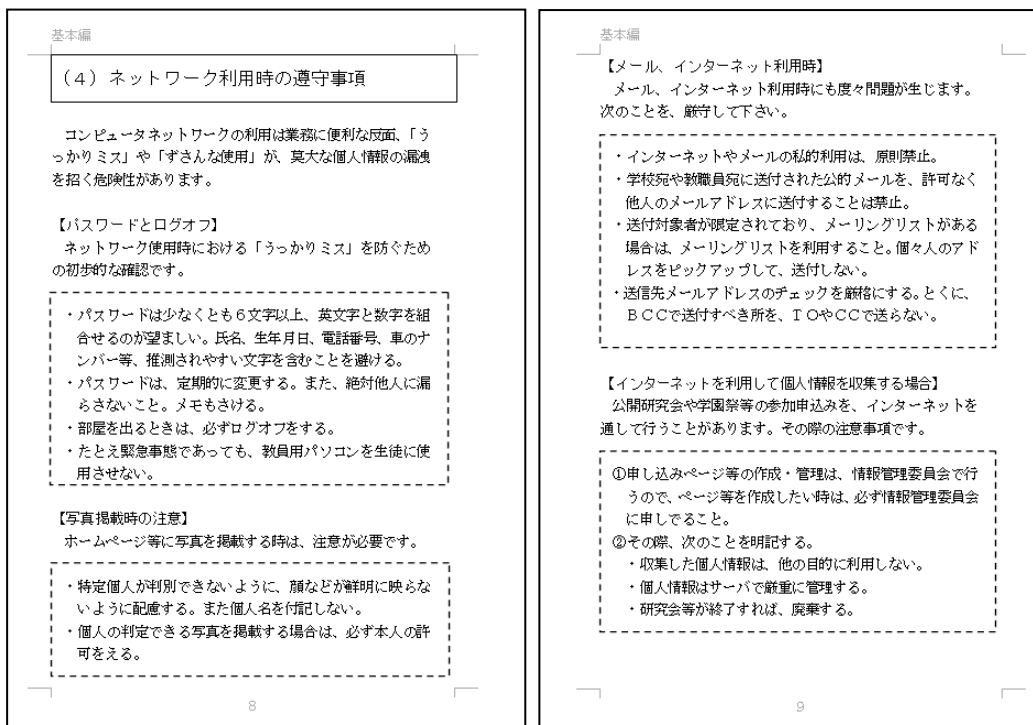 基本編
（４）ネットワーク利用時の遵守事項
コンピュータネットワークの利用は業務に便利な反面、「う
っかりミス」や「ずさんな使用」が、莫大な個人情報の漏洩
を招く危険性があります。
【パスワードとログオフ】
ネットワーク使用時における「うっかりミス」を防ぐため
の初歩的な確認です。
・パスワードは少なくとも６文字以上、英文字と数字を組
合せるのが望ましい。氏名、生年月日、電話番号、車のナ
ンバー等、推測されやすい文字を含むことを避ける。
・パスワードは、定期的に変更する。また、絶対他人に漏
らさないこと。メモもさける。
・部屋を出るときは、必ずログオフをする。
・たとえ緊急事態であっても、教員用パソコンを生徒に使
用させない。
【写真掲載時の注意】
ホームページ等に写真を掲載する時は、注意が必要です。
・特定個人が判別できないように、顔などが鮮明に映らな
いように配慮する。また個人名を付記しない。
・個人の判定できる写真を掲載する場合は、必ず本人の許
可をえる。
8
基本編
【メール、インターネット利用時】
メール、インターネット利用時にも度々問題が生じます。
次のことを、厳守して下さい。
・インターネットやメールの私的利用は、原則禁止。
・学校宛や教職員宛に送付された公的メールを、許可なく
他人のメールアドレスに送付することは禁止。
・送付対象者が限定されており、メーリングリストがある
場合は、メーリングリストを利用すること。個々人のアド
レスをピックアップして、送付しない。
・送信先メールアドレスのチェックを厳格にする。とくに、
ＢＣＣで送付すべき所を、ＴＯやＣＣで送らない。
【インターネットを利用して個人情報を収集する場合】
公開研究会や学園祭等の参加申込みを、インターネットを
通して行うことがあります。その際の注意事項です。
①申し込みページ等の作成・管理は、情報管理委員会で行
うので、ページ等を作成したい時は、必ず情報管理委員会
に申しでること。
②その際、次のことを明記する。
・収集した個人情報は、他の目的に利用しない。
・個人情報はサーバで厳重に管理する。
・研究会等が終了すれば、廃棄する。
9